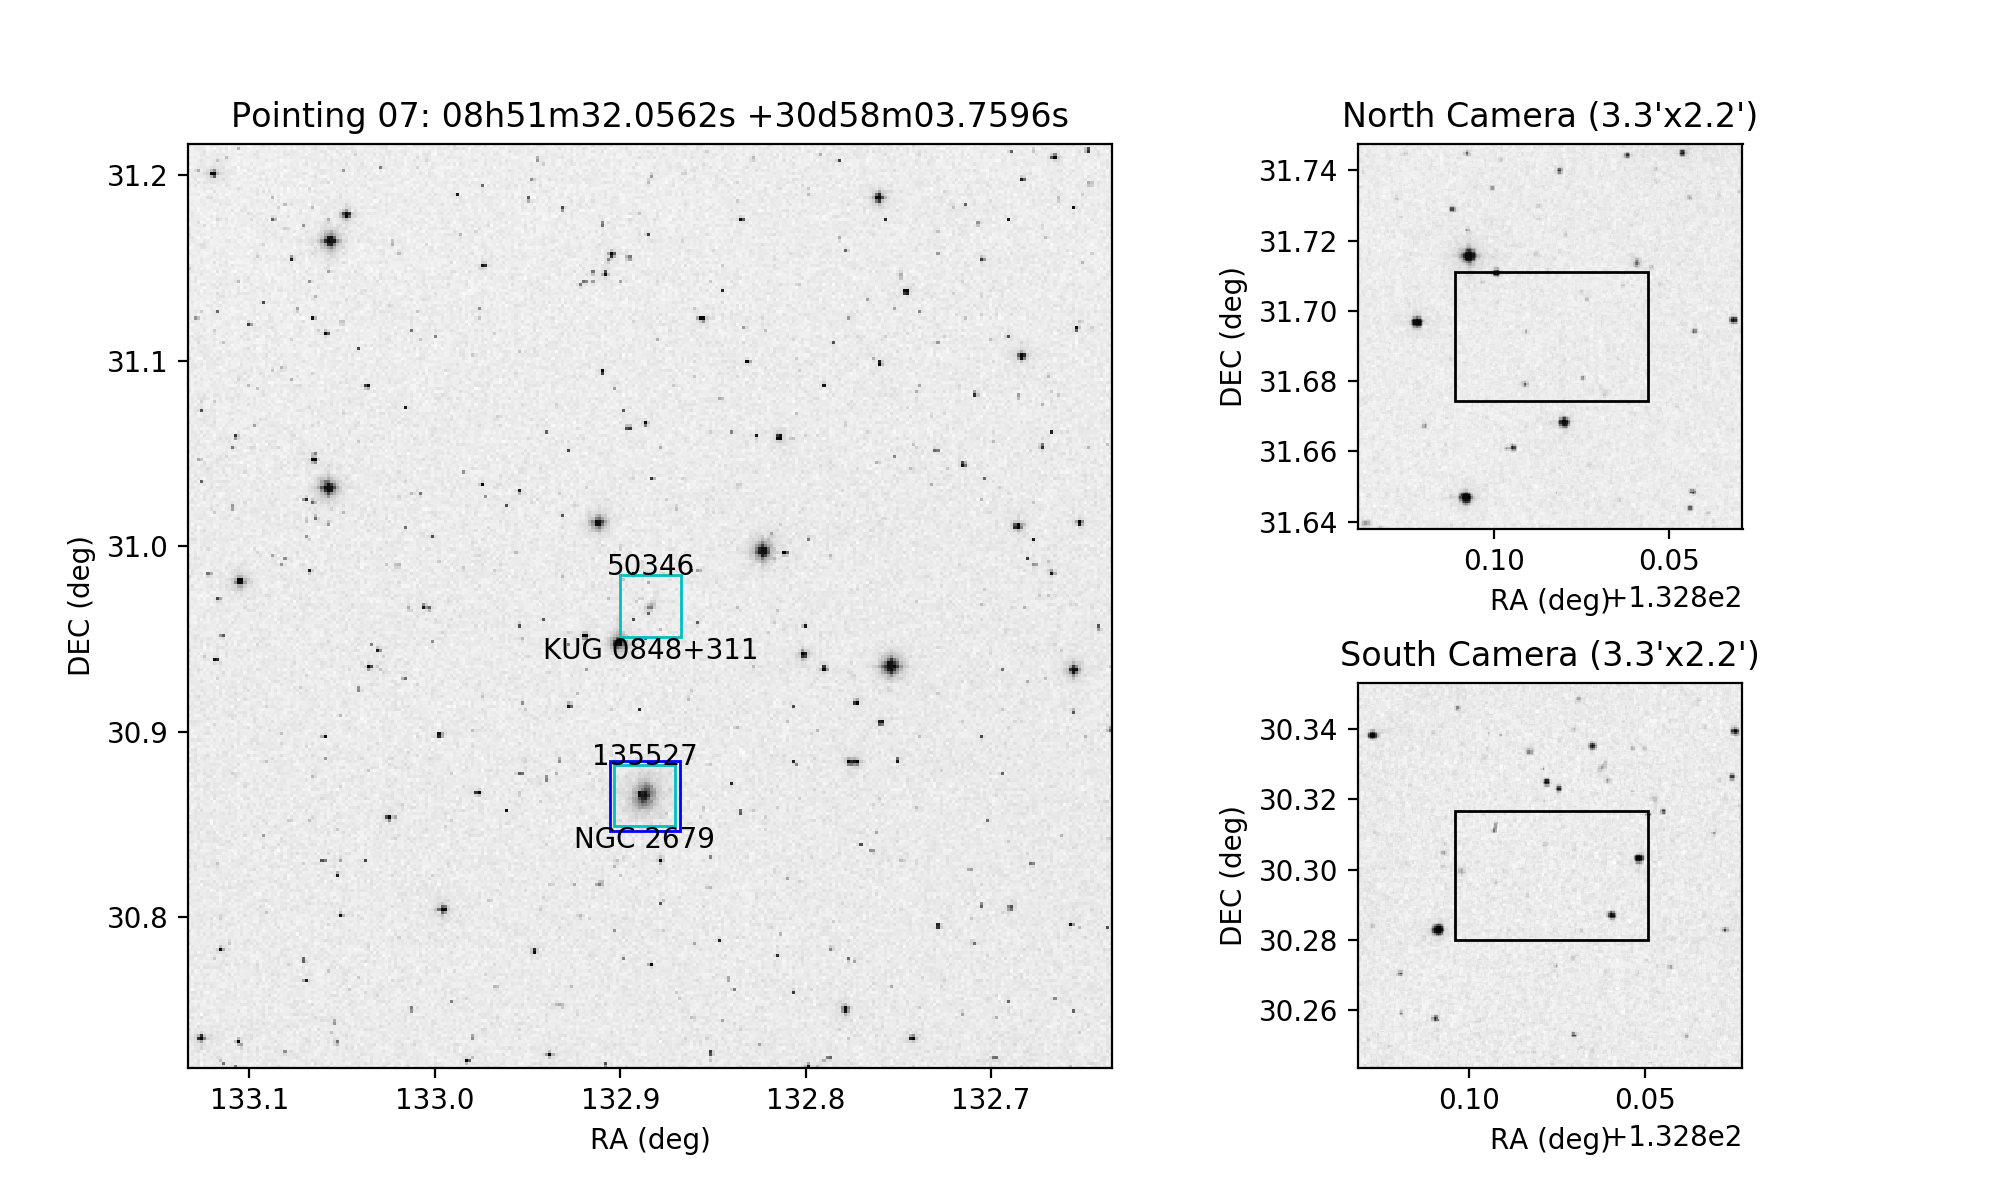 Pointing 07: 08h51m32.0562s +30d58m03.7596s
31.2
31.1
31.0
30.9
30.8
DEC (deg)
50346
KUG 0848+311
135527
NGC 2679
133.1 133.0 132.9 132.8 132.7
RA (deg)
North Camera (3.3'x2.2')
31.74
31.72
31.70
31.68
31.66
31.64
DEC (deg)
0.10 0.05
RA (deg) +1.328e2
South Camera (3.3'x2.2')
30.34
30.32
30.30
30.28
30.26
DEC (deg)
0.10 0.05
RA (deg) +1.328e2